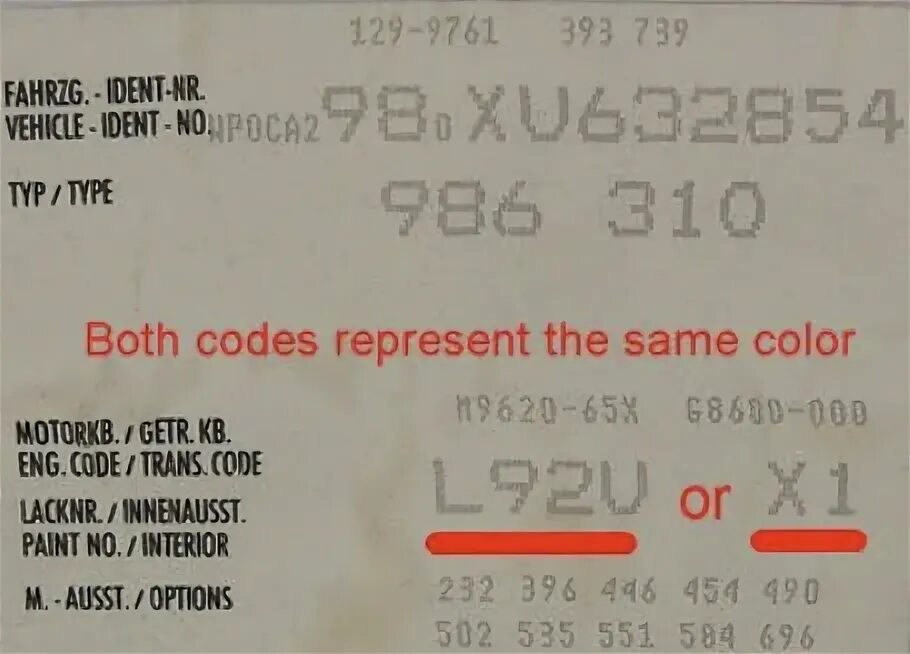 129-9761 393 739
FAHRZG. - IDENT-NR.
VEHICLE - IDENT - NO. WP0CA2 98 0 XU632854
TYP / TYPE 986 310
Both codes represent the same color
M9620-65X G8600-000
MOTORKB. / GETR. KB.
ENG. CODE / TRANS. CODE
L92U or X1
LACKNR. / INNENAUSST.
PAINT NO. / INTERIOR
M. - AUSST. / OPTIONS 232 396 446 454 490
502 535 551 584 696